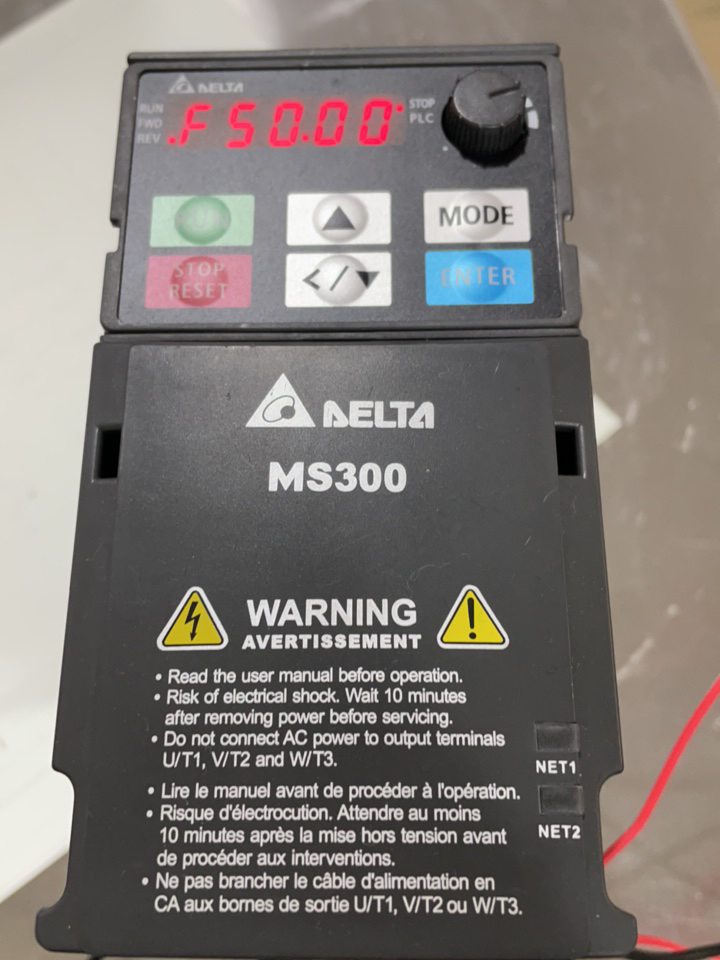 DELTA
RUN
FWD
REV
.F 50.00
STOP
PLC
MODE
STOP
RESET
</▼
ENTER
DELTA
MS300
WARNING
AVERTISSEMENT
• Read the user manual before operation.
• Risk of electrical shock. Wait 10 minutes
after removing power before servicing.
• Do not connect AC power to output terminals
U/T1, V/T2 and W/T3.
NET1
• Lire le manuel avant de procéder à l'opération.
• Risque d'électrocution. Attendre au moins
10 minutes après la mise hors tension avant
de procéder aux interventions.
NET2
• Ne pas brancher le câble d'alimentation en
CA aux bornes de sortie U/T1, V/T2 ou W/T3.